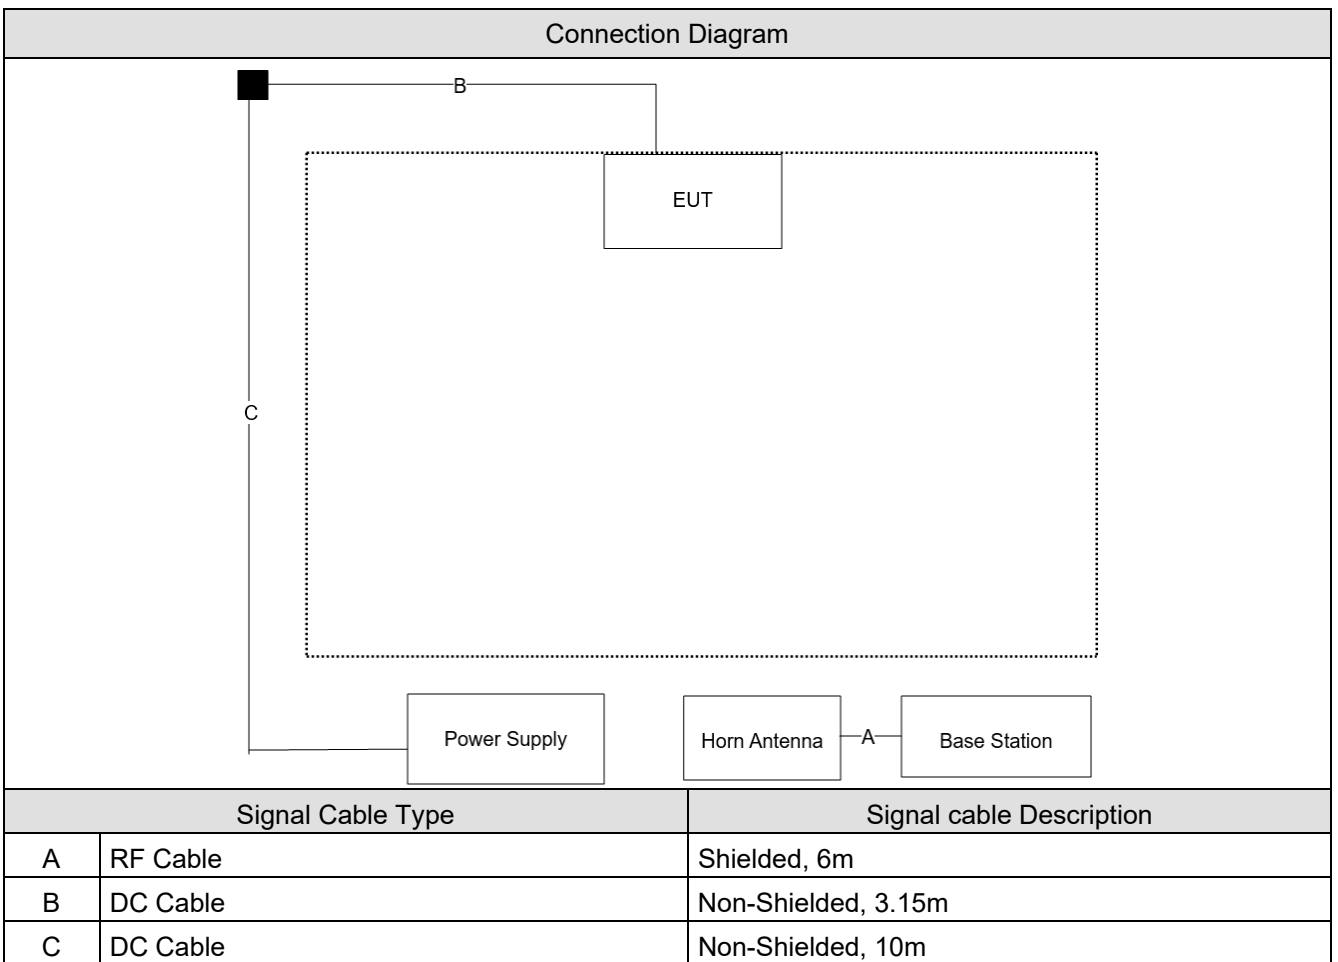 Connection Diagram
B
EUT
C
Power Supply
Horn Antenna
A
Base Station
Signal Cable Type Signal cable Description
A RF Cable Shielded, 6m
B DC Cable Non-Shielded, 3.15m
C DC Cable Non-Shielded, 10m